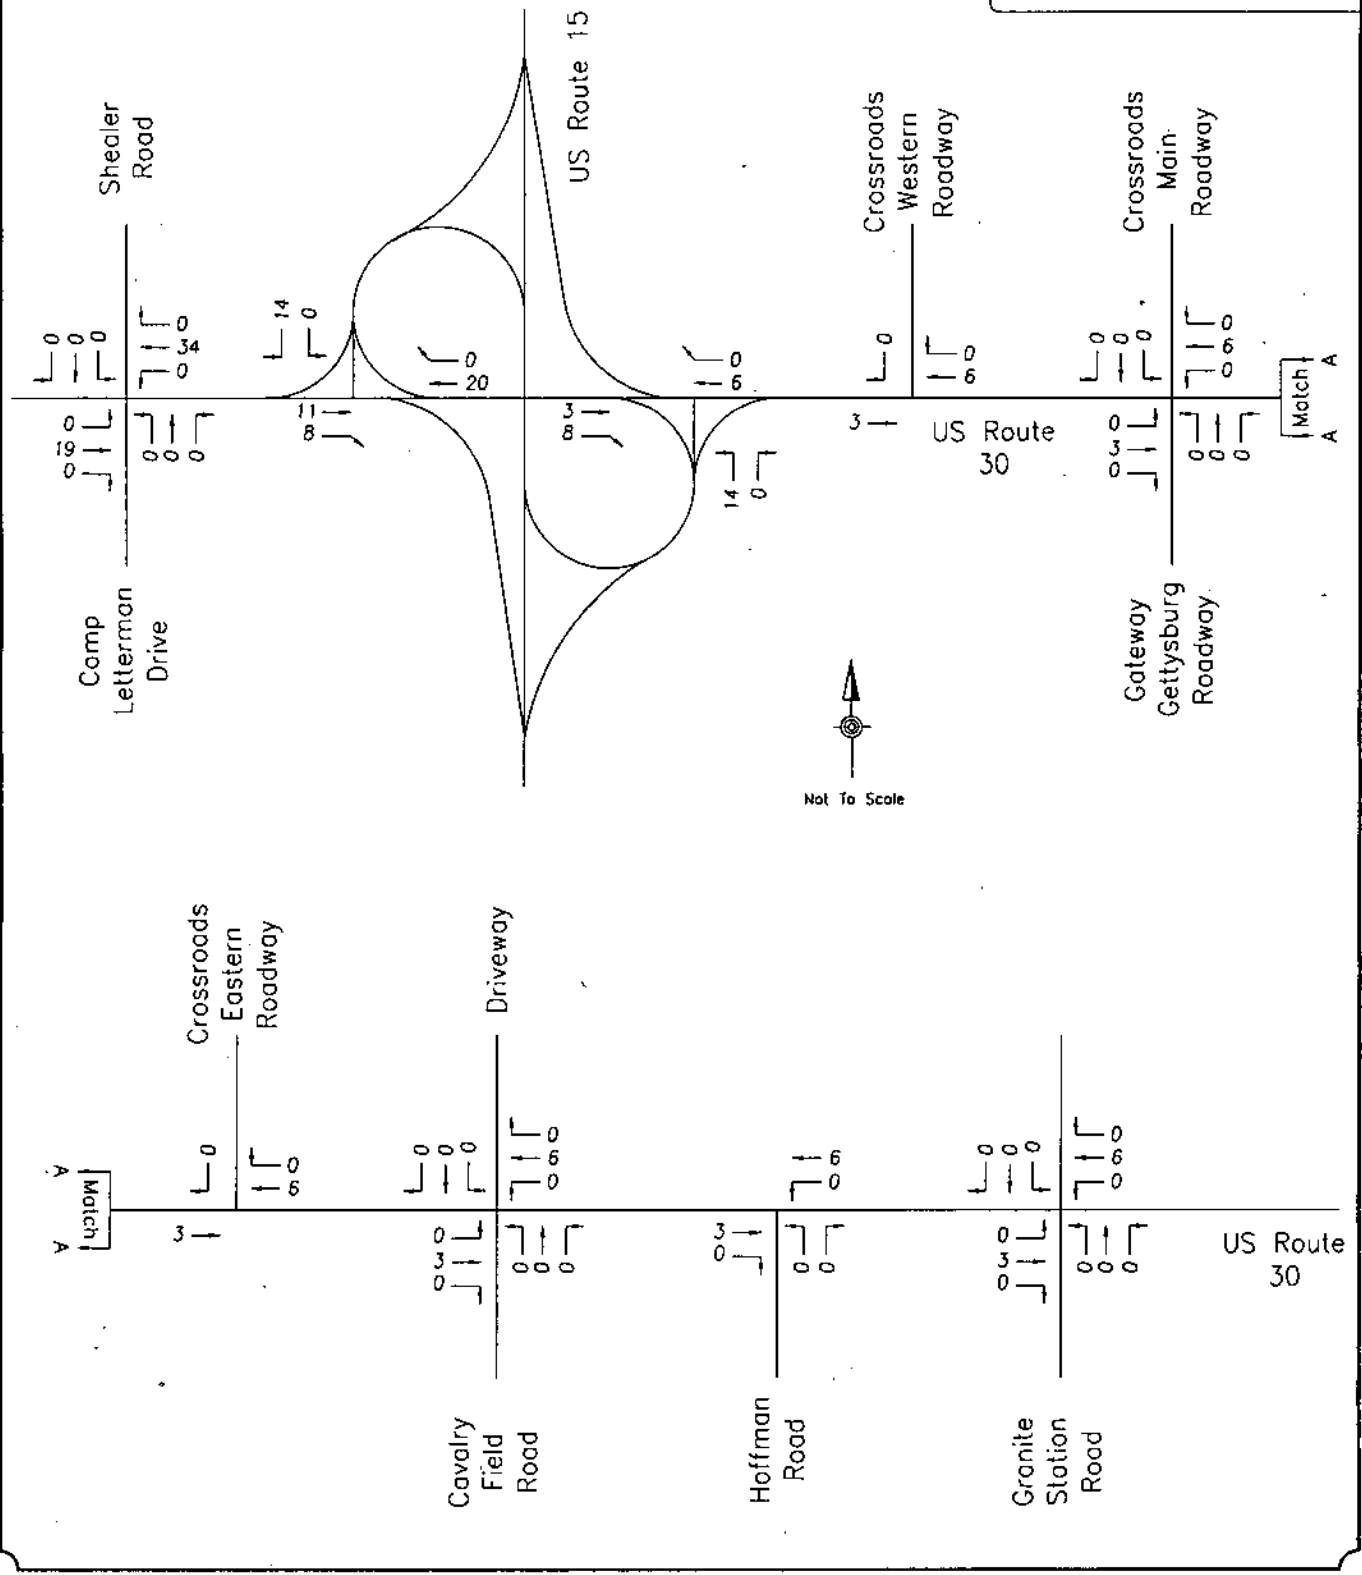 Shealer
Road
Camp
Letterman
Drive
0
0
0
0
34
0
0
19
0
0
0
0
US Route 15
14
0
0
20
11
8
0
6
3
8
14
0
Crossroads
Western
Roadway
0
0
6
3
US Route
30
Crossroads
Main
Roadway
0
0
0
0
6
0
0
3
0
0
0
0
Gateway
Gettysburg
Roadway
Match
A
A
Not To Scale
Crossroads
Eastern
Roadway
A
Match
A
0
0
6
3
Driveway
0
0
0
0
6
0
0
3
0
0
0
0
Cavalry
Field
Road
6
0
3
0
0
0
Hoffman
Road
0
0
0
0
6
0
0
3
0
0
0
0
Granite
Station
Road
US Route
30